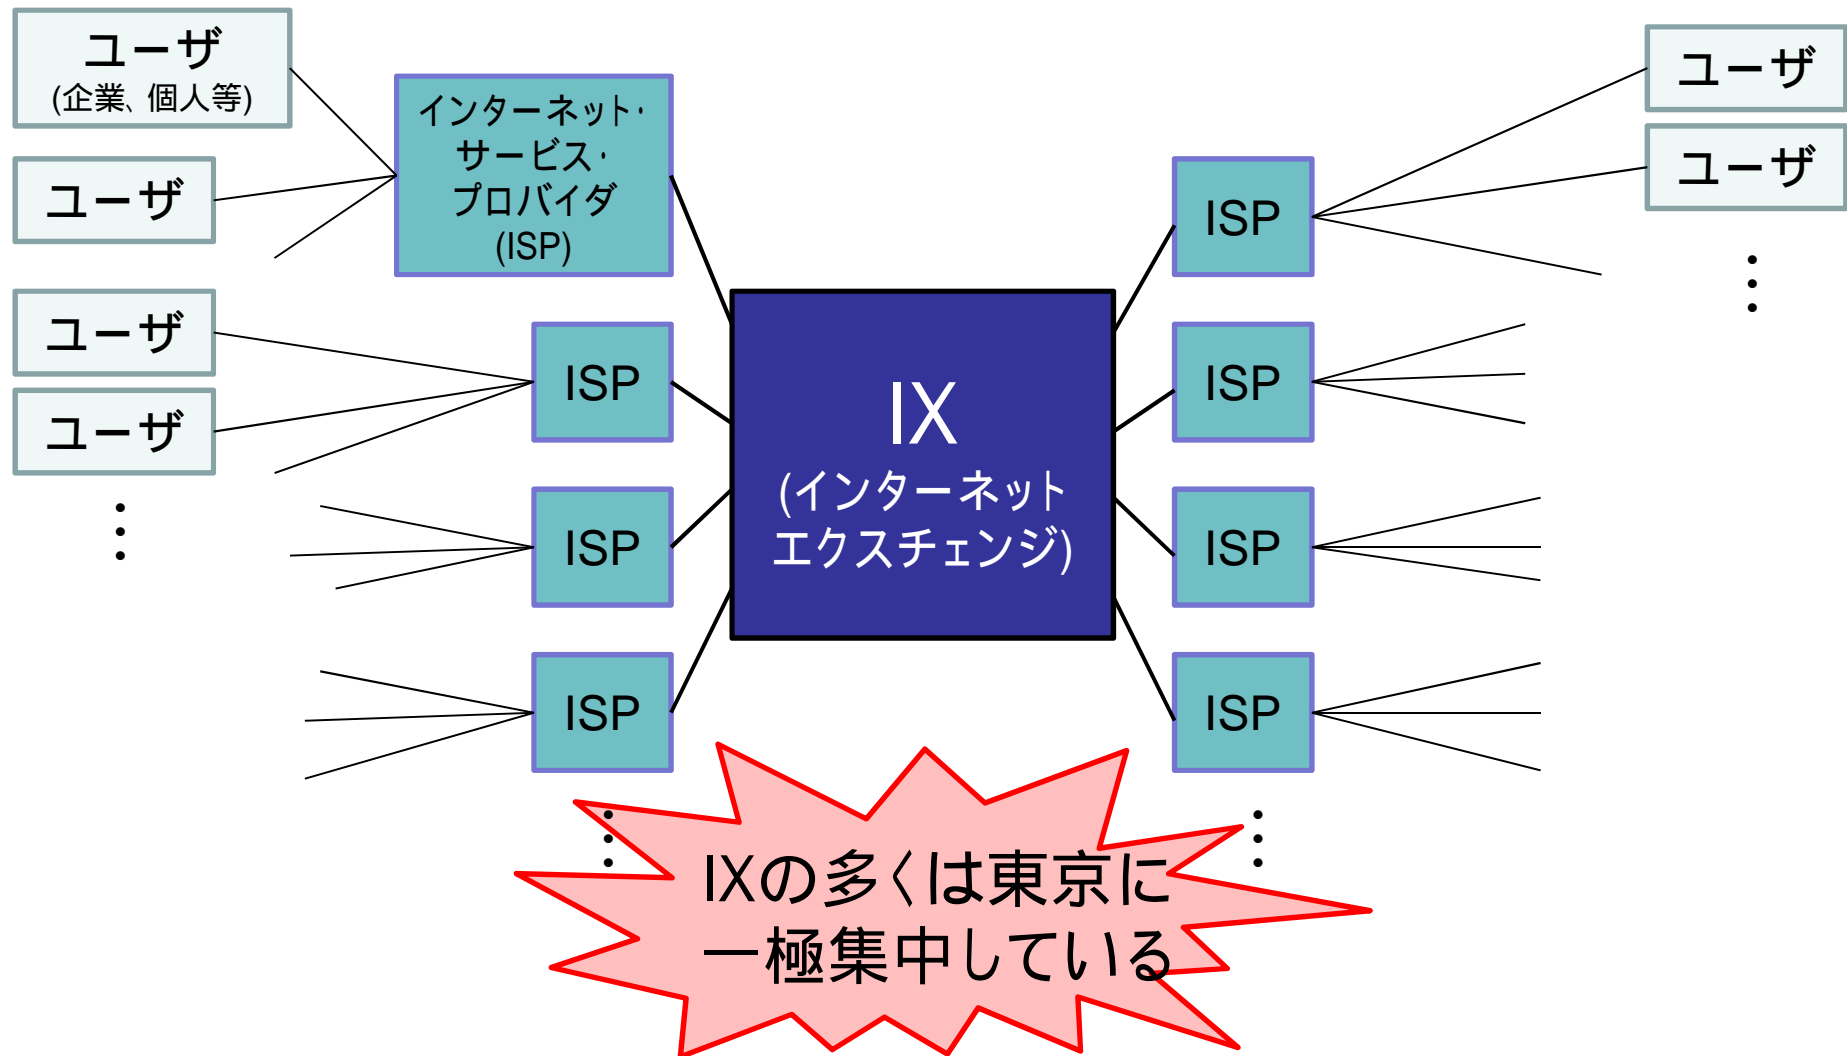 ユーザ
(企業、個人等)
ユーザ
ユーザ
ユーザ
インターネット・
サービス・
プロバイダ
(ISP)
ISP
ISP
ISP
IX
(インターネット
エクスチェンジ)
ISP
ISP
ISP
ISP
ユーザ
ユーザ
IXの多くは東京に
一極集中している